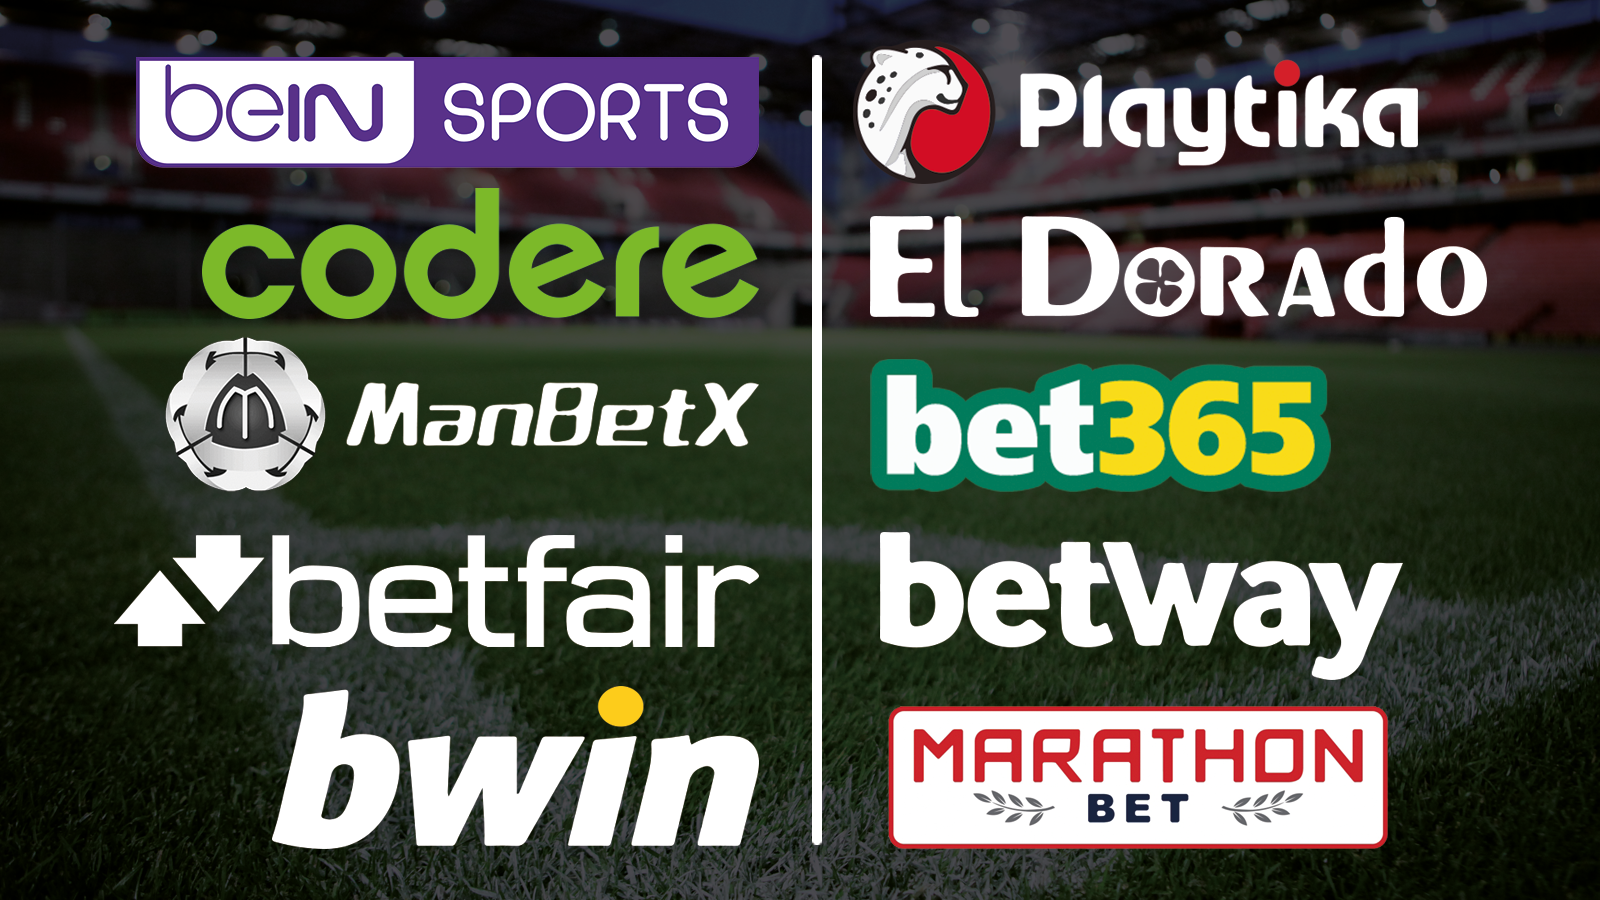 beIN SPORTS
codere
ManBetX
betfair
bwin
Playtika
EL DORADO
bet365
betway
MARATHON
BET